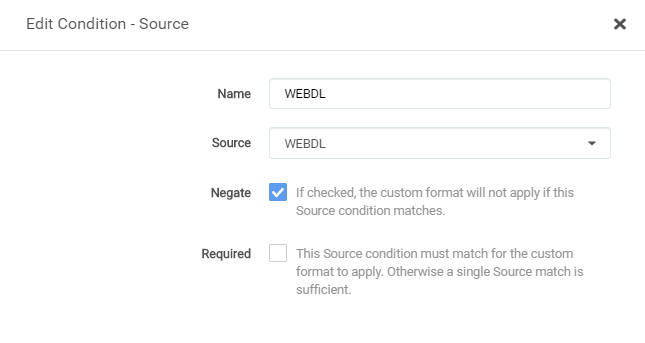 Edit Condition - Source
Name
WEBDL
Source
WEBDL
Negate
If checked, the custom format will not apply if this
Source condition matches.
Required
This Source condition must match for the custom
format to apply. Otherwise a single Source match is
sufficient.